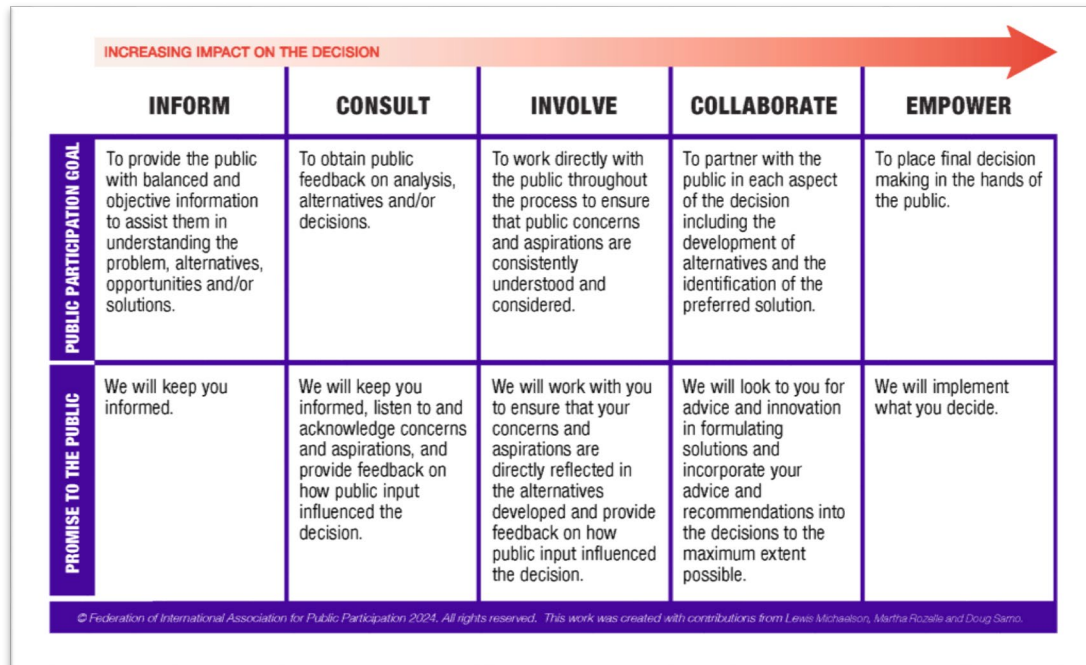 INCREASING IMPACT ON THE DECISION
INFORM
CONSULT
INVOLVE
COLLABORATE
EMPOWER
PUBLIC PARTICIPATION GOAL
To provide the public
with balanced and
objective information
to assist them in
understanding the
problem, alternatives,
opportunities and/or
solutions.
To obtain public
feedback on analysis,
alternatives and/or
decisions.
To work directly with
the public throughout
the process to ensure
that public concerns
and aspirations are
consistently
understood and
considered.
To partner with the
public in each aspect
of the decision
including the
development of
alternatives and the
identification of the
preferred solution.
To place final decision
making in the hands of
the public.
PROMISE TO THE PUBLIC
We will keep you
informed.
We will keep you
informed, listen to and
acknowledge concerns
and aspirations, and
provide feedback on
how public input
influenced the
decision.
We will work with you
to ensure that your
concerns and
aspirations are
directly reflected in
the alternatives
developed and provide
feedback on how
public input influenced
the decision.
We will look to you for
advice and innovation
in formulating
solutions and
incorporate your
advice and
recommendations into
the decisions to the
maximum extent
possible.
We will implement
what you decide.
© Federation of International Association for Public Participation 2024. All rights reserved. This work was created with contributions from Lewis Michaelson, Martha Rozelle and Doug Sarno.